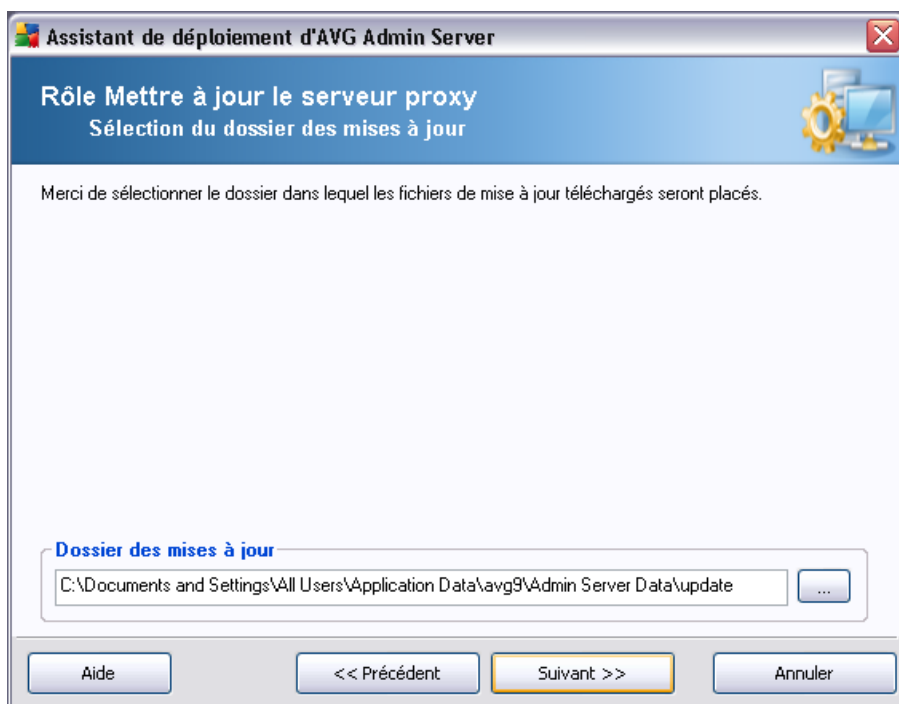 Assistant de déploiement d'AVG Admin Server
Rôle Mettre à jour le serveur proxy
Sélection du dossier des mises à jour
Merci de sélectionner le dossier dans lequel les fichiers de mise à jour téléchargés seront placés.
Dossier des mises à jour
C:\Documents and Settings\All Users\Application Data\avg9\Admin Server Data\update
...
Aide
<< Précédent
Suivant >>
Annuler